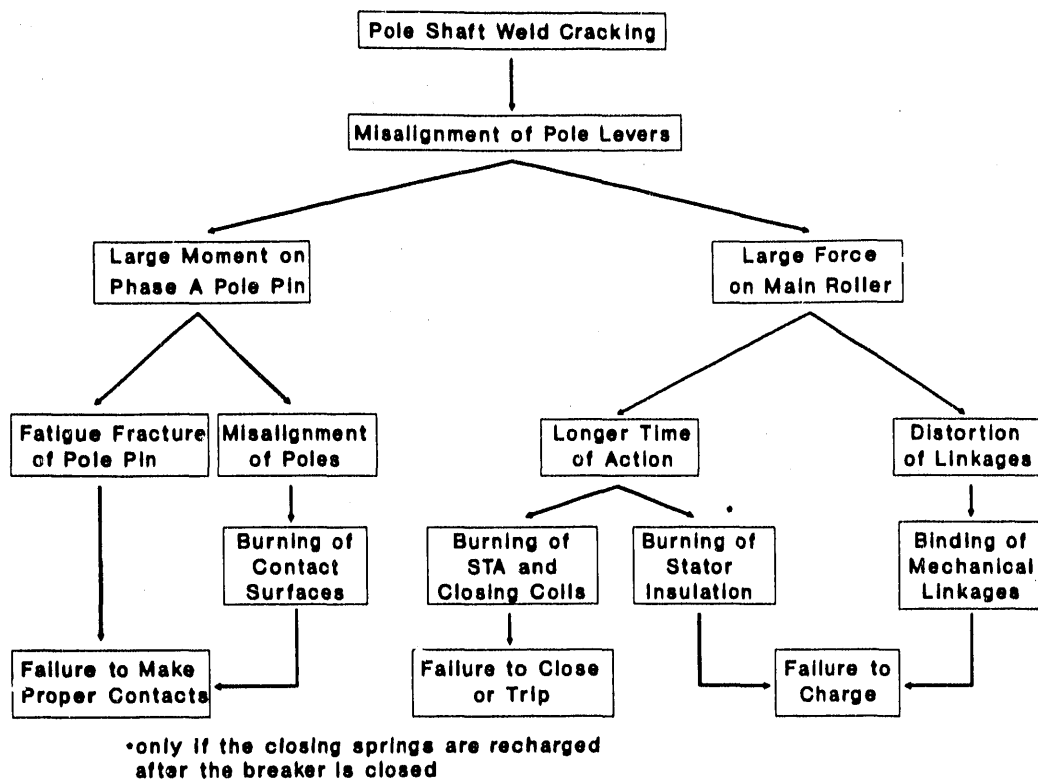 Pole Shaft Weld Cracking
Misalignment of Pole Levers
Large Moment on
Phase A Pole Pin
Large Force
on Main Roller
Fatigue Fracture
of Pole Pin
Misalignment
of Poles
Longer Time
of Action
Distortion
of Linkages
Burning of
Contact
Surfaces
Burning of
STA and
Closing Coils
•
Burning of
Stator
Insulation
Binding of
Mechanical
Linkages
Failure to Make
Proper Contacts
Failure to Close
or Trip
Failure to
Charge
•only if the closing springs are recharged
after the breaker is closed